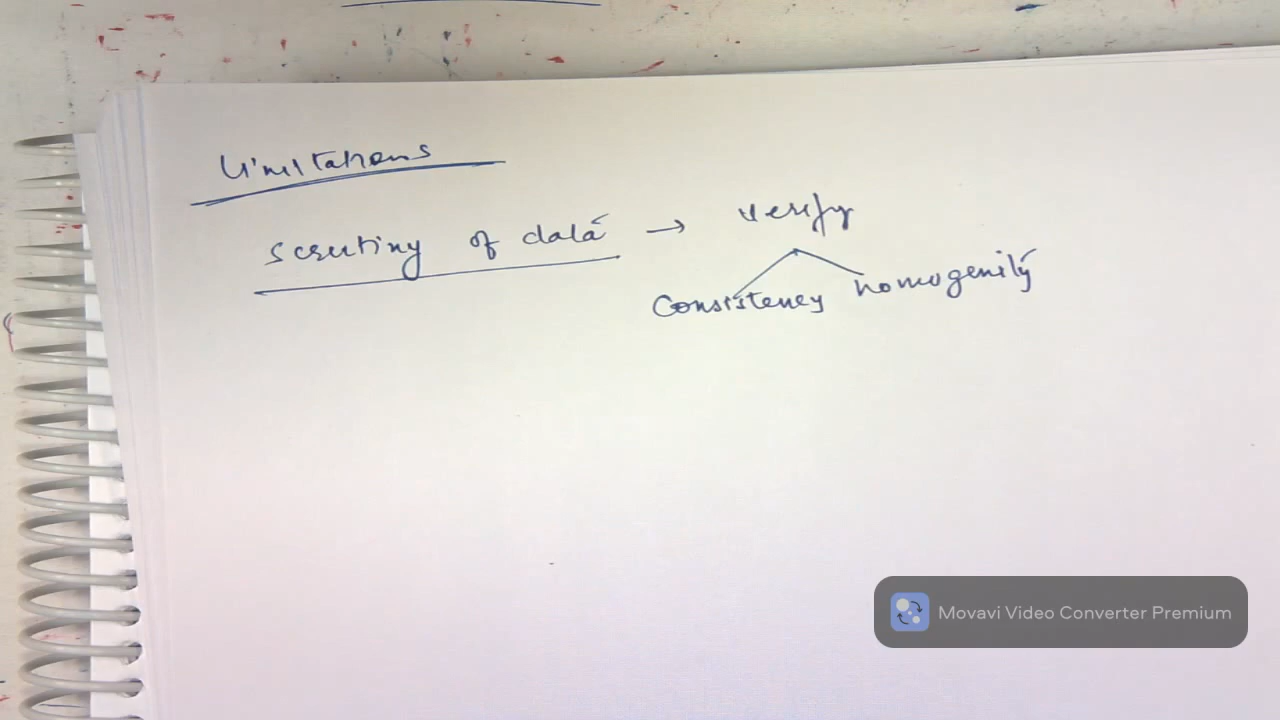 Limitations
scrutiny of data → verify
Consistency homogenity
Movavi Video Converter Premium